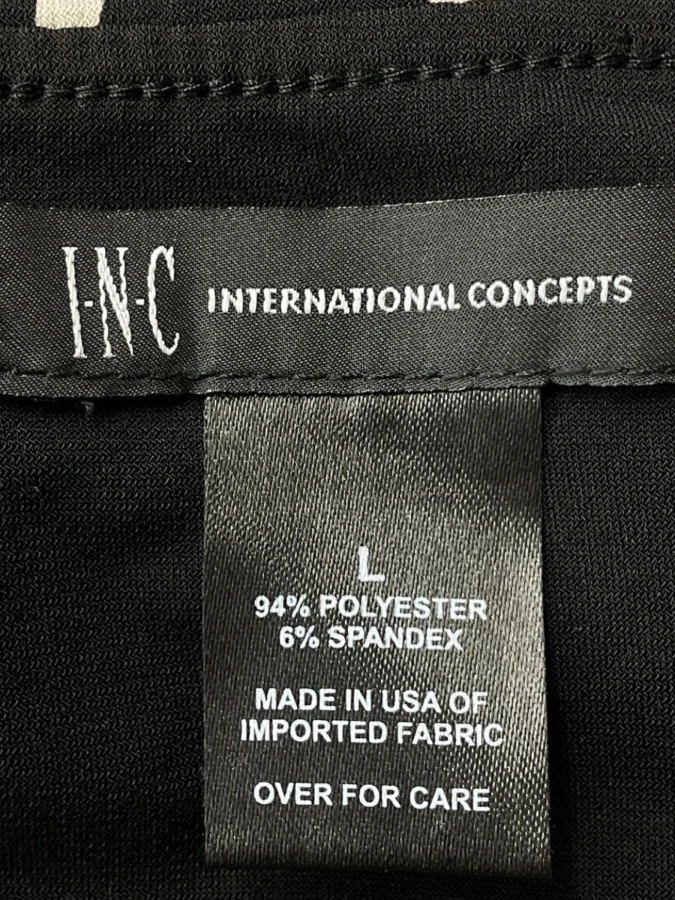 I-N-C INTERNATIONAL CONCEPTS
L
94% POLYESTER
6% SPANDEX
MADE IN USA OF
IMPORTED FABRIC
OVER FOR CARE